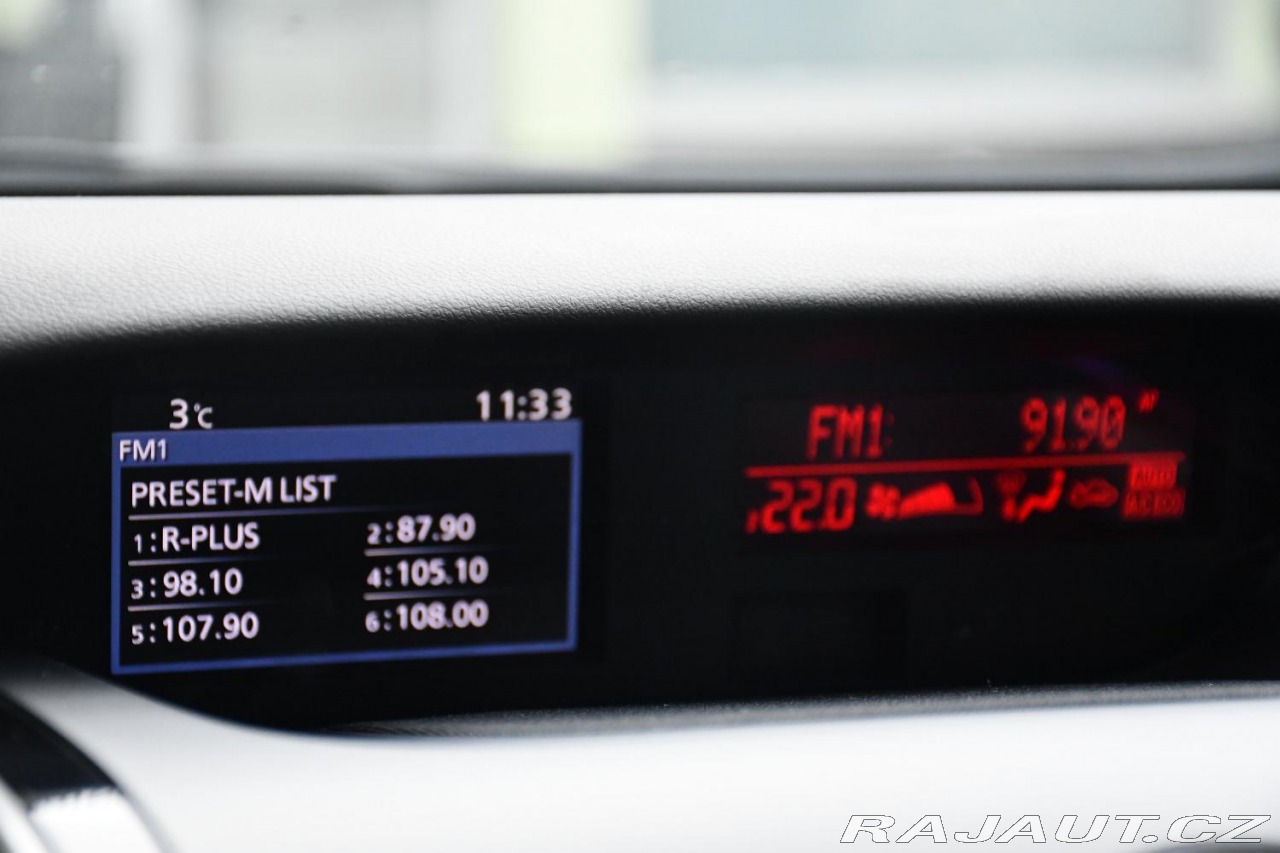 3°C 11:33
FM1
PRESET-M LIST
1:R-PLUS 2:87.90
3:98.10 4:105.10
5:107.90 6:108.00
FM1 91.90
22.0 AUTO
A/C ECO
RAJAUT.CZ